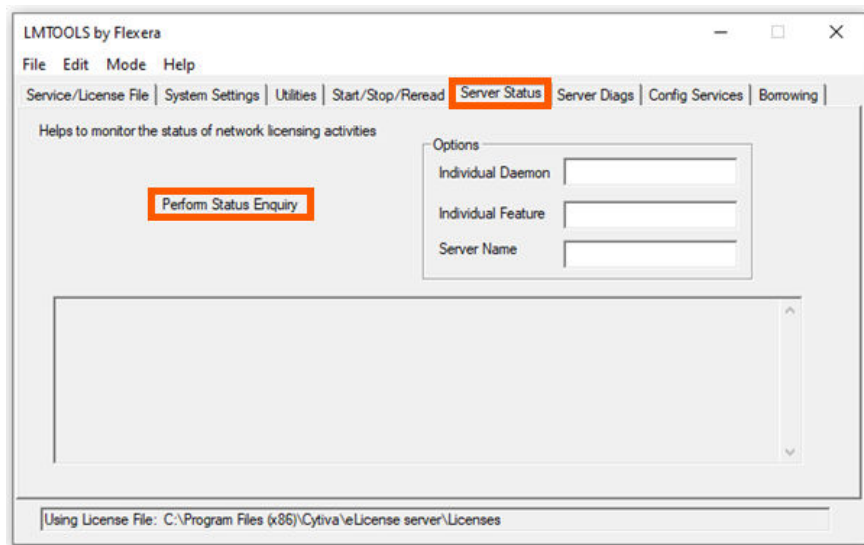 LMTOOLS by Flexera
File Edit Mode Help
Service/License File System Settings Utilities Start/Stop/Reread Server Status Server Diags Config Services Borrowing
Helps to monitor the status of network licensing activities
Options
Individual Daemon
Perform Status Enquiry
Individual Feature
Server Name
Using License File: C:\Program Files (x86)\Cytiva\eLicense server\Licenses